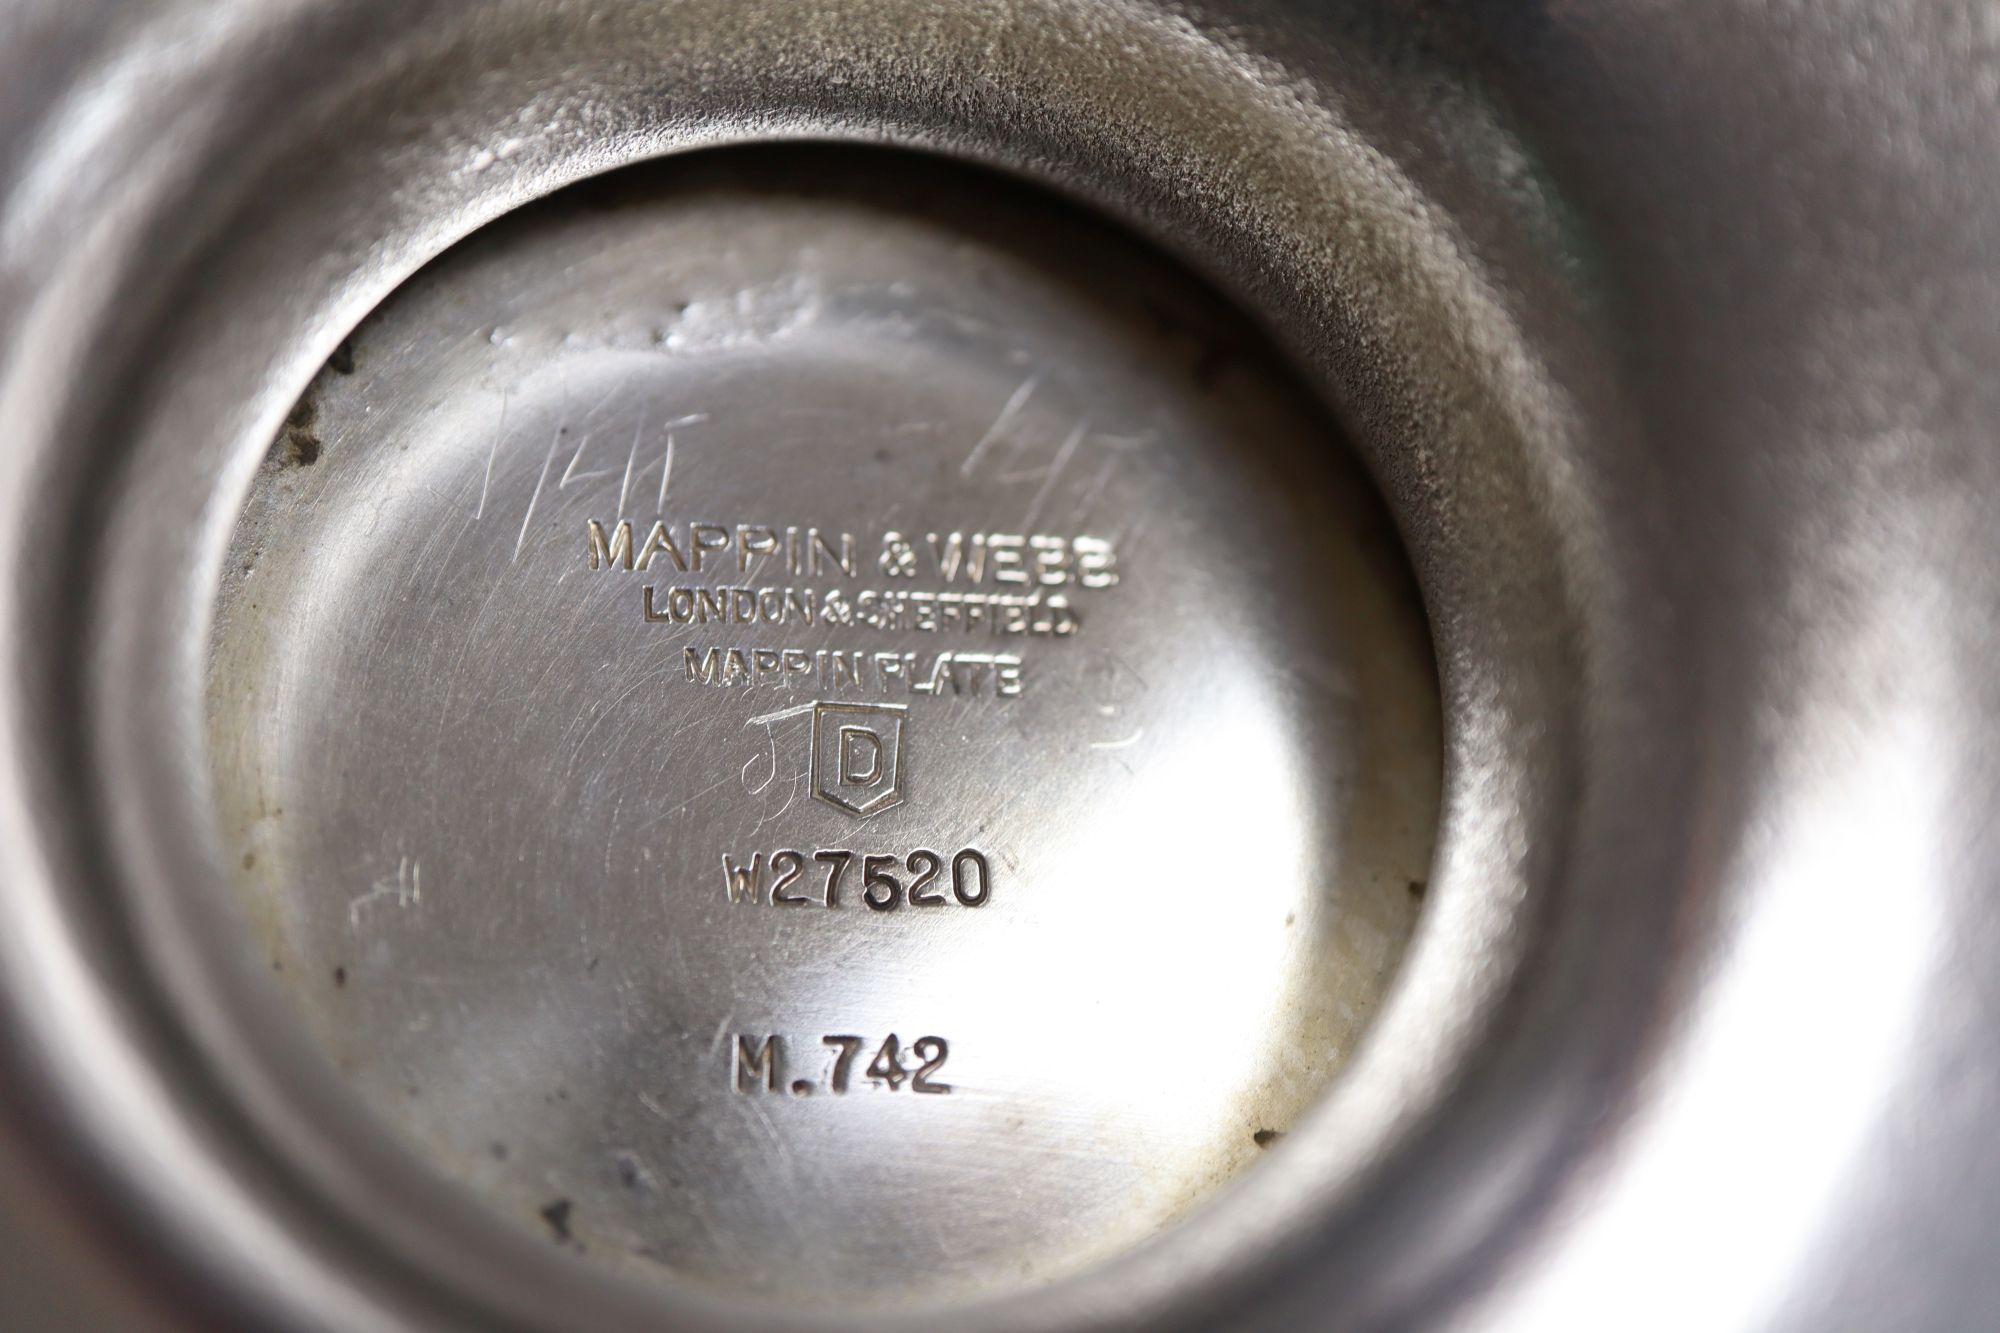 MAPPIN & WEBB
LONDON & SHEFFIELD.
MAPPIN PLATE
D
W27520
M.742